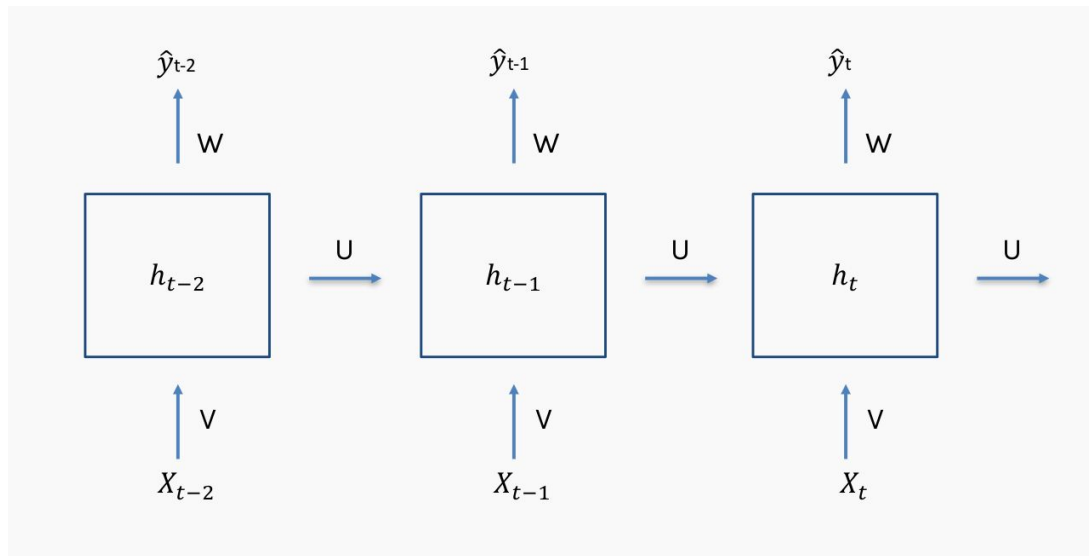 ŷt-2 ŷt-1 ŷt
W W W
U U U
hₜ₋₂ hₜ₋₁ hₜ
V V V
Xₜ₋₂ Xₜ₋₁ Xₜ